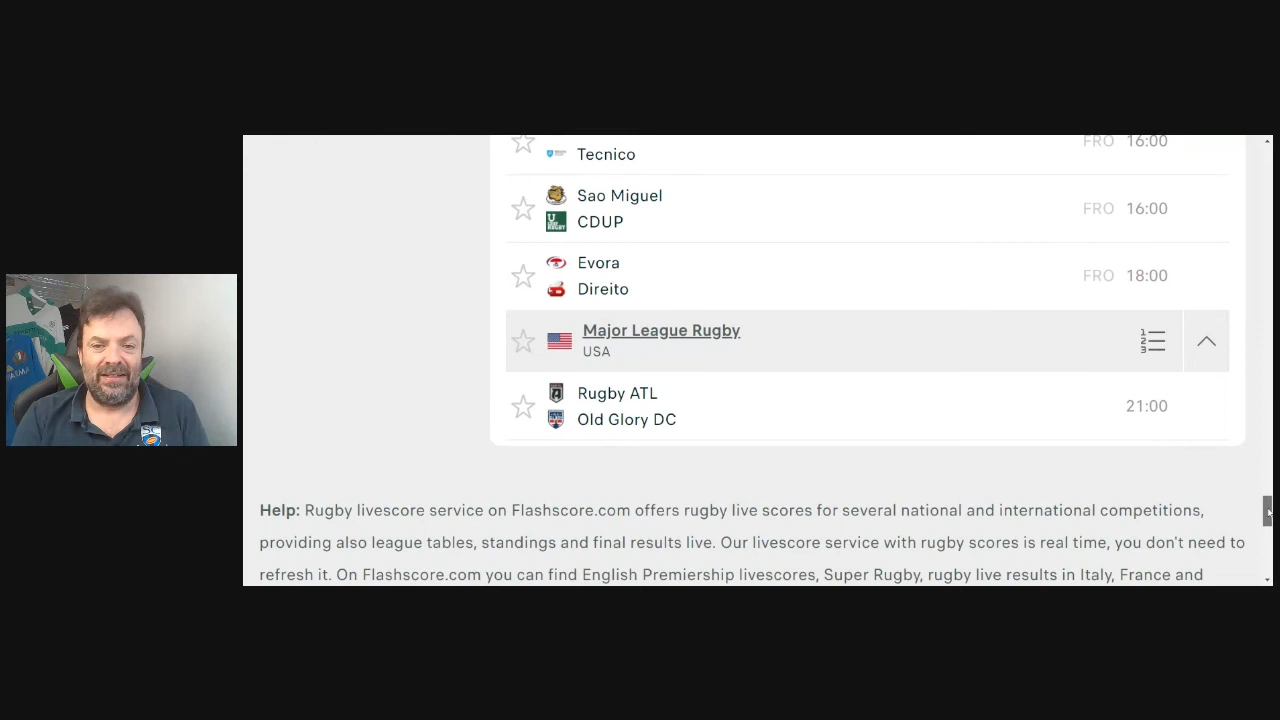 FRO 16:00
Tecnico
Sao Miguel
CDUP
FRO 16:00
Evora
Direito
FRO 18:00
Major League Rugby
USA
1
2
3
Rugby ATL
Old Glory DC
21:00
Help: Rugby livescore service on Flashscore.com offers rugby live scores for several national and international competitions,
providing also league tables, standings and final results live. Our livescore service with rugby scores is real time, you don't need to
refresh it. On Flashscore.com you can find English Premiership livescores, Super Rugby, rugby live results in Italy, France and